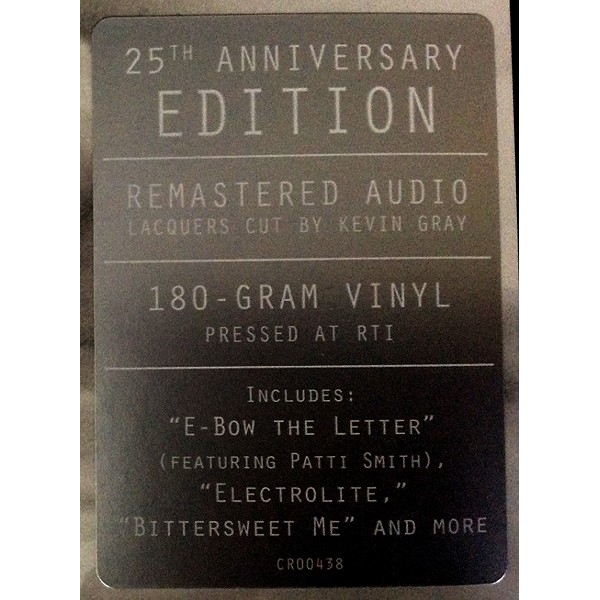 25TH ANNIVERSARY
EDITION
REMASTERED AUDIO
LACQUERS CUT BY KEVIN GRAY
180-GRAM VINYL
PRESSED AT RTI
INCLUDES:
“E-BOW THE LETTER”
(FEATURING PATTI SMITH),
“ELECTROLITE,”
“BITTERSWEET ME” AND MORE
CR00438